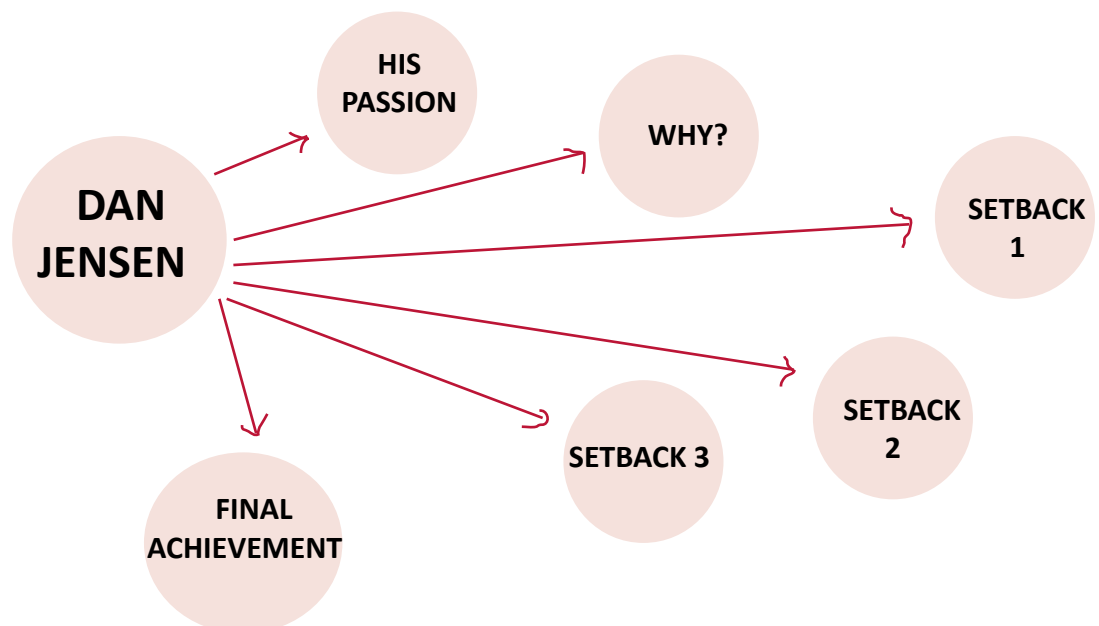 DAN
JENSEN
HIS
PASSION
WHY?
SETBACK
1
SETBACK
2
SETBACK 3
FINAL
ACHIEVEMENT